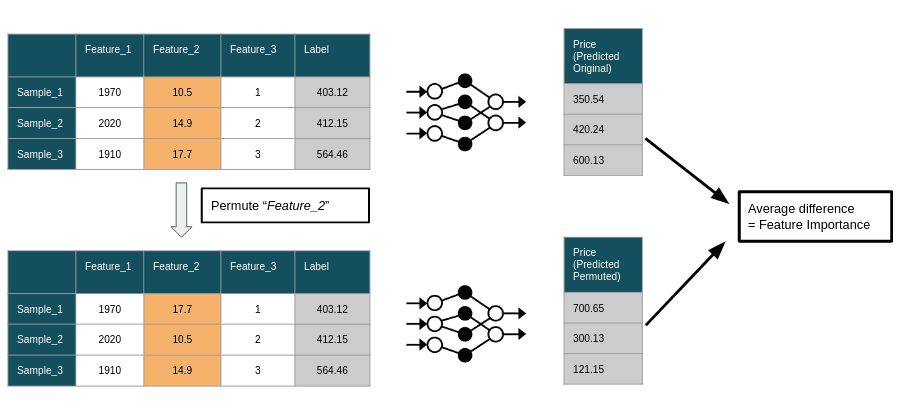 Feature_1 Feature_2 Feature_3 Label
Sample_1 1970 10.5 1 403.12
Sample_2 2020 14.9 2 412.15
Sample_3 1910 17.7 3 564.46
Price
(Predicted
Original)
350.54
420.24
600.13
Permute “Feature_2”
Average difference
= Feature Importance
Feature_1 Feature_2 Feature_3 Label
Sample_1 1970 17.7 1 403.12
Sample_2 2020 10.5 2 412.15
Sample_3 1910 14.9 3 564.46
Price
(Predicted
Permuted)
700.65
300.13
121.15